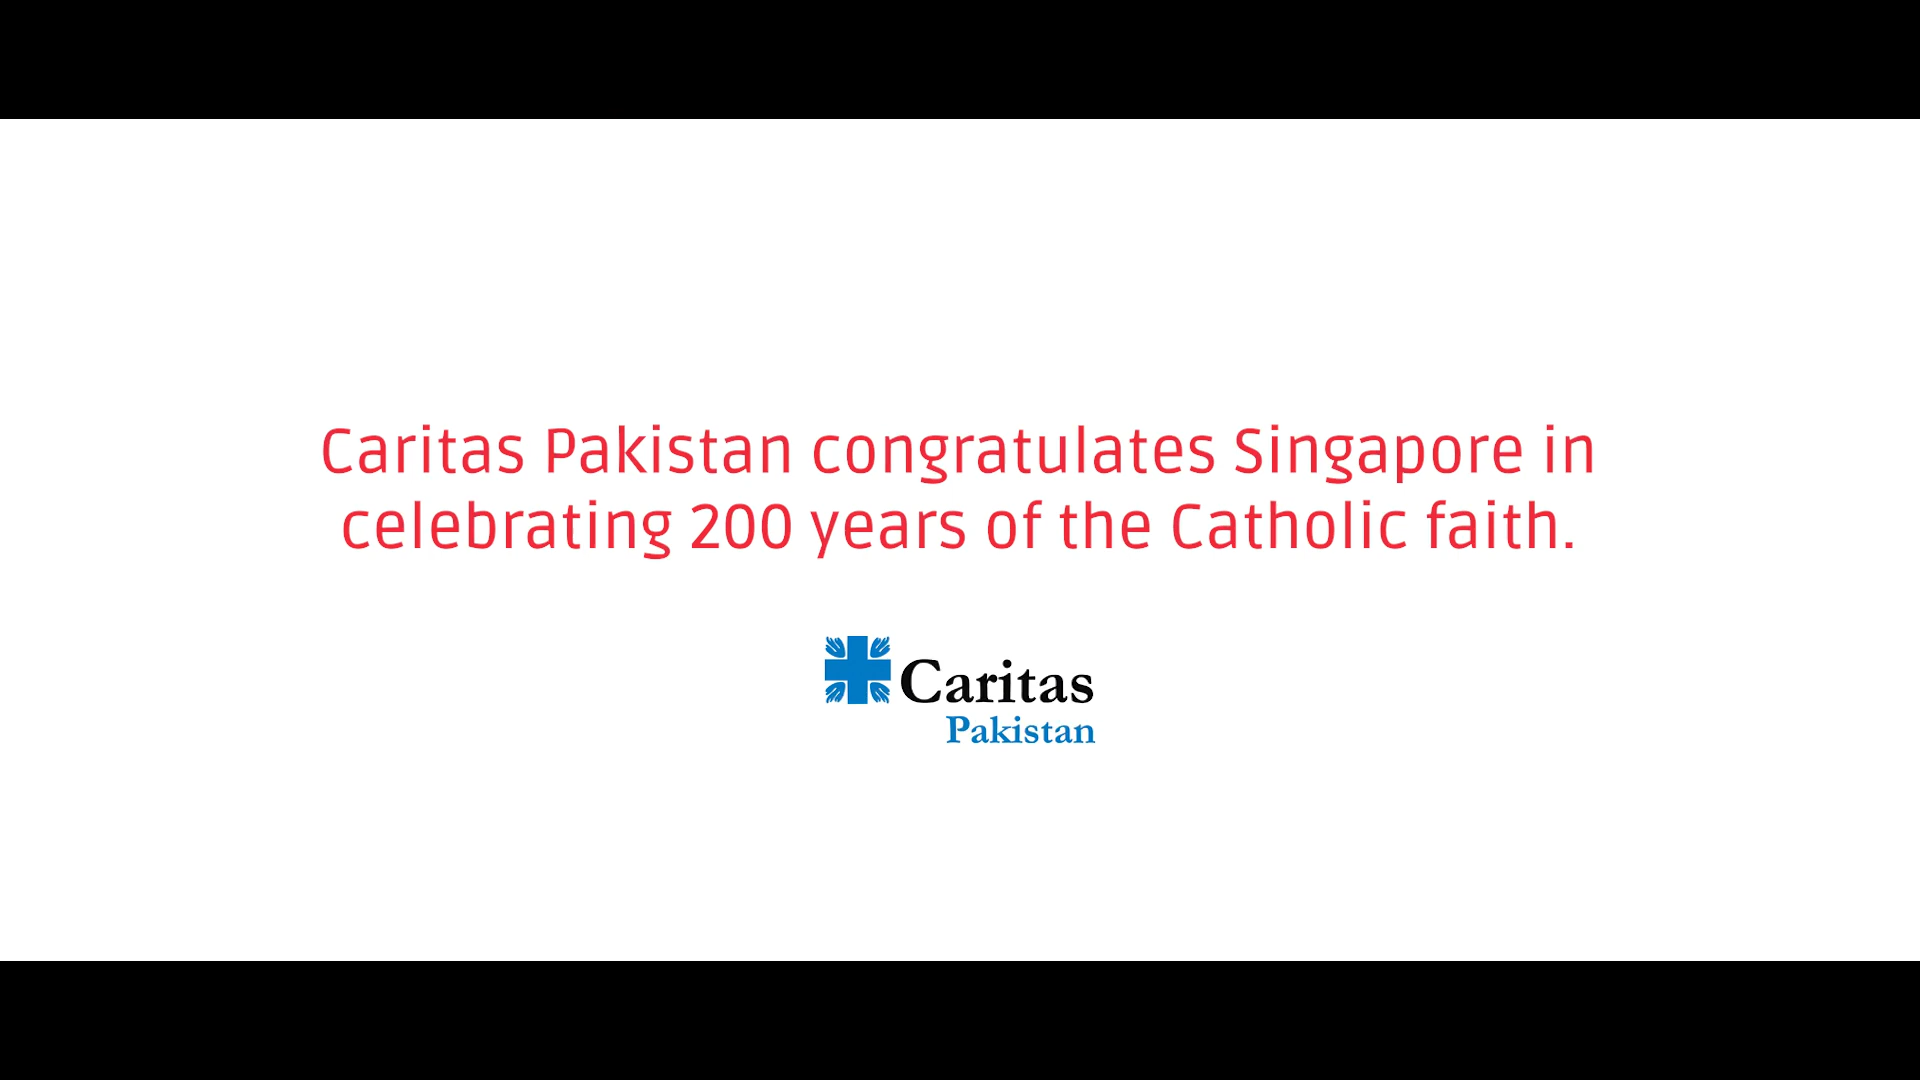 Caritas Pakistan congratulates Singapore in
celebrating 200 years of the Catholic faith.
Caritas
Pakistan